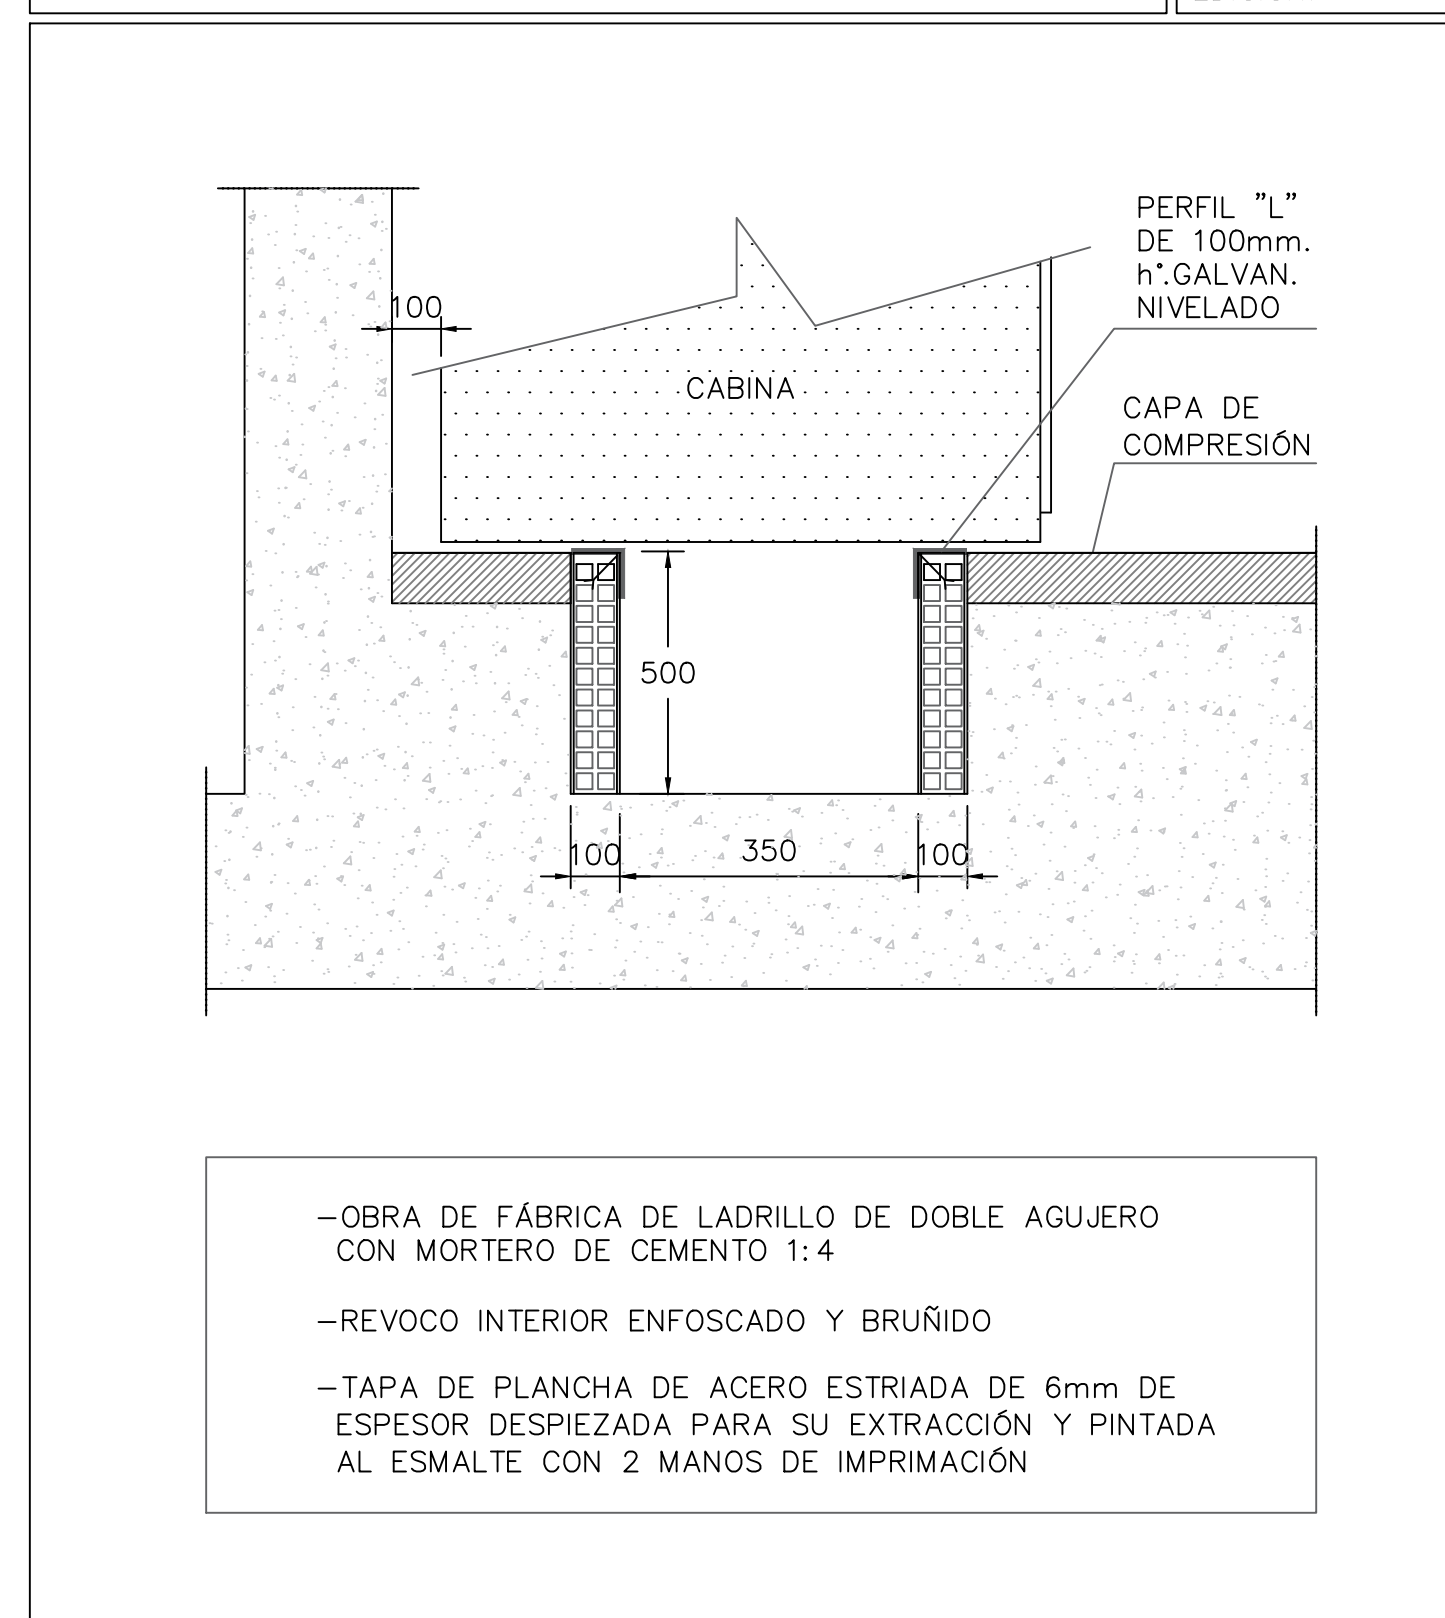 PERFIL "L"
DE 100mm.
h°.GALVAN.
NIVELADO
100
CABINA
CAPA DE
COMPRESIÓN
500
100
350
100
-OBRA DE FÁBRICA DE LADRILLO DE DOBLE AGUJERO
CON MORTERO DE CEMENTO 1:4
-REVOCO INTERIOR ENFOSCADO Y BRUÑIDO
-TAPA DE PLANCHA DE ACERO ESTRIADA DE 6mm DE
ESPESOR DESPIEZADA PARA SU EXTRACCIÓN Y PINTADA
AL ESMALTE CON 2 MANOS DE IMPRIMACIÓN